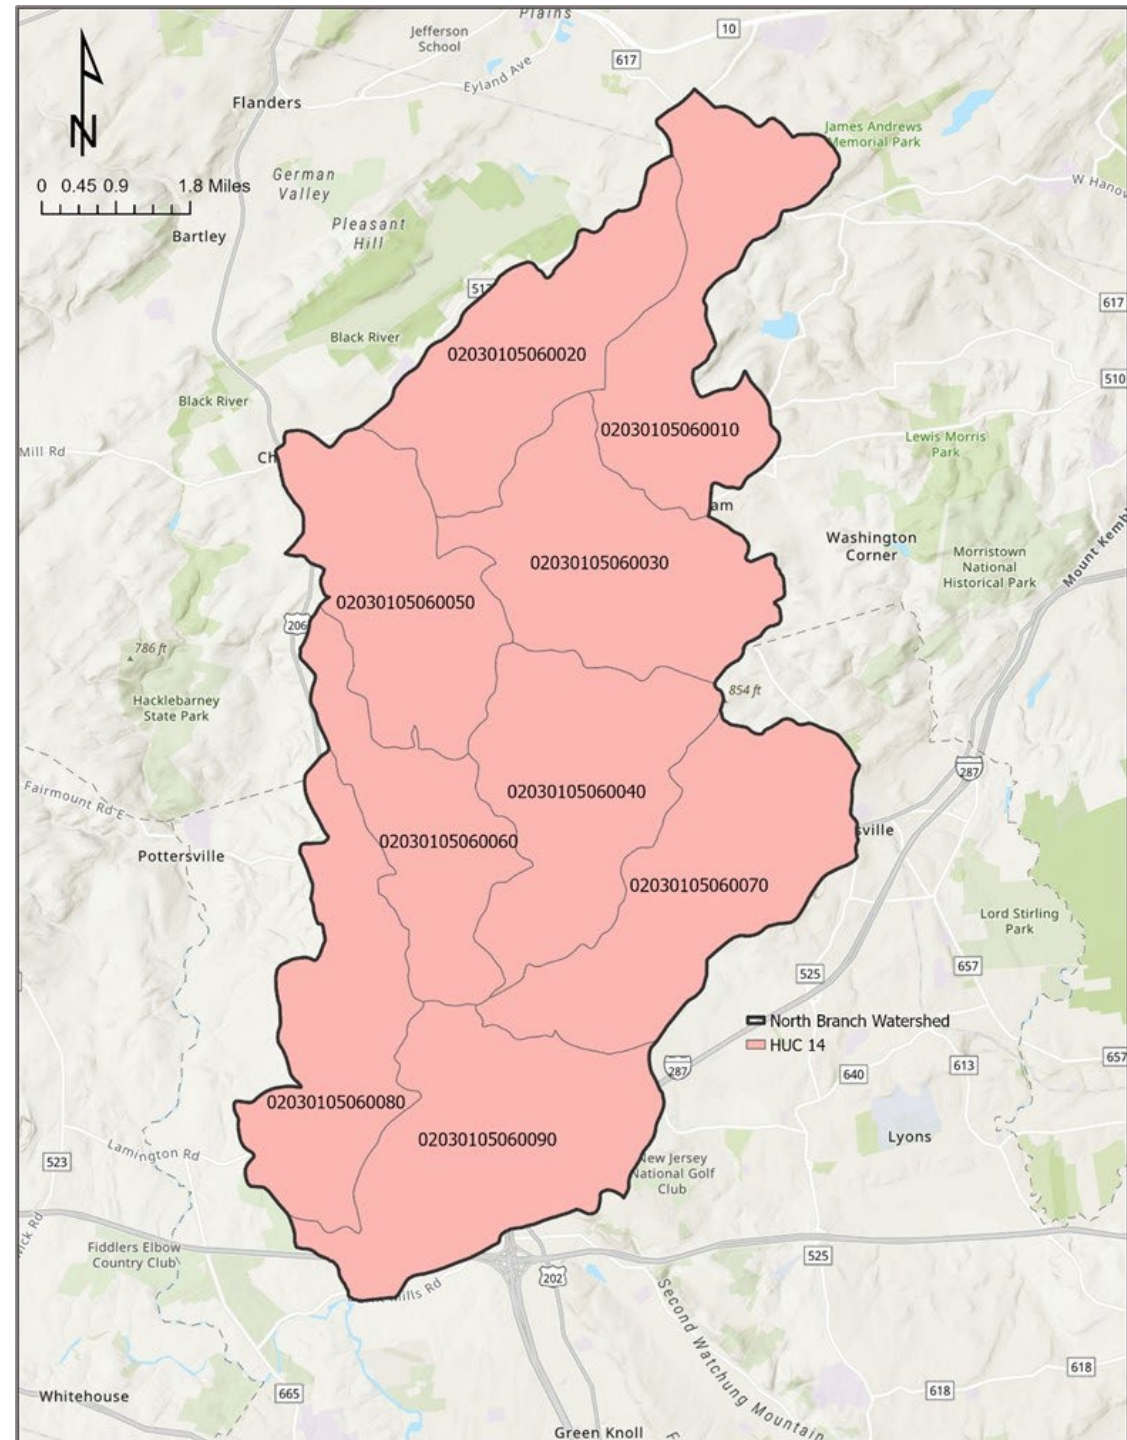 Plains
10
Jefferson
School
617
Eyland Ave
Flanders
James Andrews
Memorial Park
N
German
Valley
W Hanov
0 0.45 0.9 1.8 Miles
Pleasant
Hill
Bartley
517
617
Black River
02030105060020
510
Black River
02030105060010
Lewis Morris
Park
Mill Rd
Ch
am
Washington
Corner
Mount Kemb
Morristown
National
Historical Park
02030105060030
02030105060050
206
786 ft
854 ft
Hacklebarney
State Park
287
Fairmount Rd E
02030105060040
sville
02030105060060
Pottersville
02030105060070
Lord Stirling
Park
657
525
North Branch Watershed
HUC 14
657
287
640
613
02030105060080
02030105060090
Lyons
Lamington Rd
523
New Jersey
National Golf
Club
wick Rd
Fiddlers Elbow
Country Club
525
202
Mills Rd
Second Watchung Mountain
618
618
Whitehouse
665
Green Knoll
F